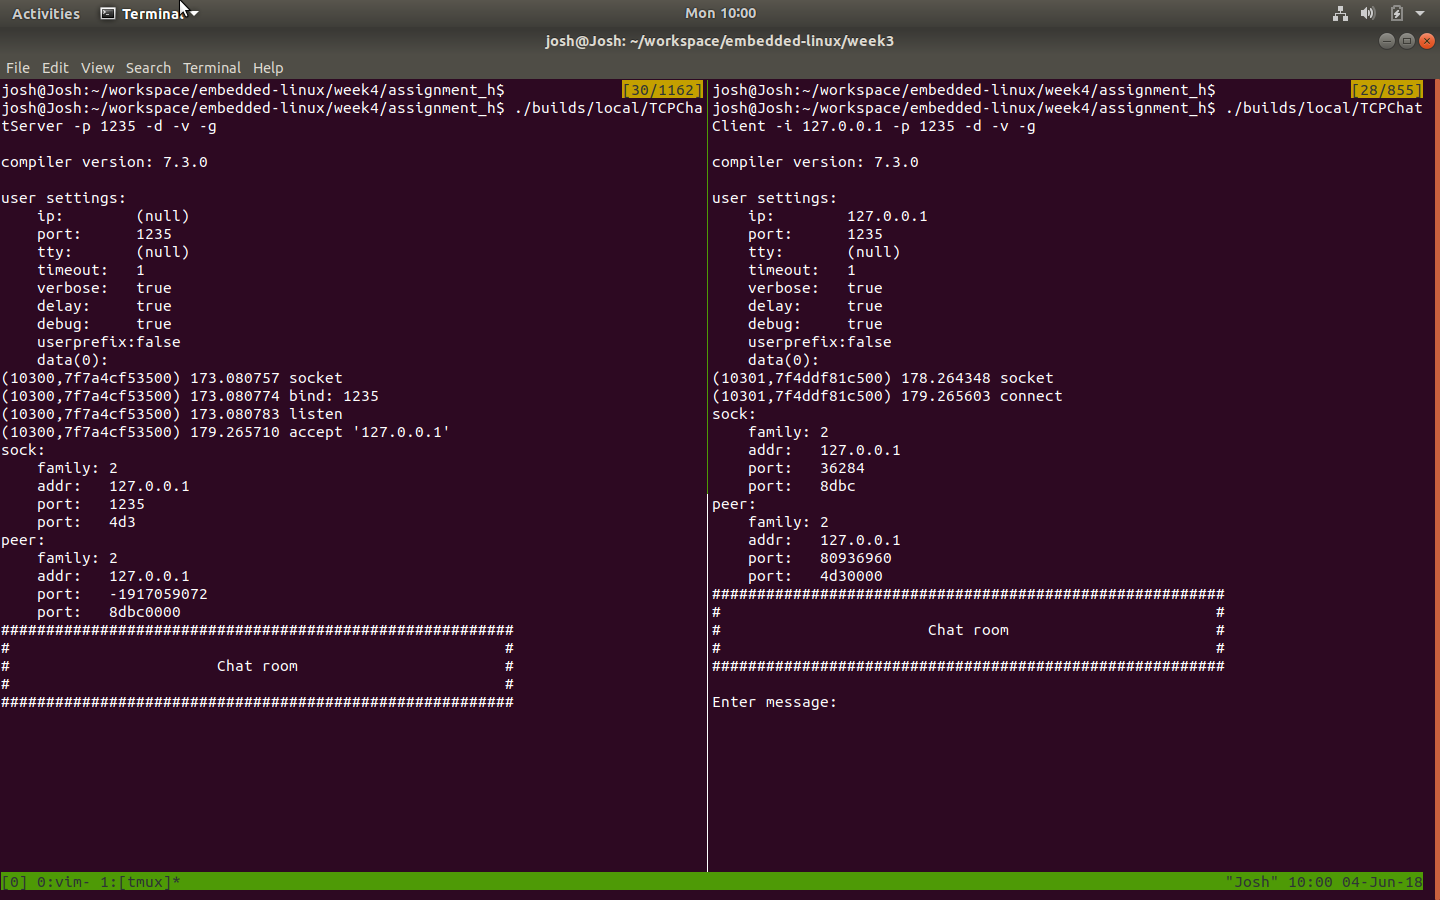 Activities Terminal Mon 10:00
josh@Josh: ~/workspace/embedded-linux/week3
File Edit View Search Terminal Help
josh@Josh:~/workspace/embedded-linux/week4/assignment_h$ [30/1162]
josh@Josh:~/workspace/embedded-linux/week4/assignment_h$ ./builds/local/TCPCha
tServer -p 1235 -d -v -g

compiler version: 7.3.0

user settings:
    ip:        (null)
    port:      1235
    tty:       (null)
    timeout:   1
    verbose:   true
    delay:     true
    debug:     true
    userprefix:false
    data(0):
(10300,7f7a4cf53500) 173.080757 socket
(10300,7f7a4cf53500) 173.080774 bind: 1235
(10300,7f7a4cf53500) 173.080783 listen
(10300,7f7a4cf53500) 179.265710 accept '127.0.0.1'
sock:
    family: 2
    addr:   127.0.0.1
    port:   1235
    port:   4d3
peer:
    family: 2
    addr:   127.0.0.1
    port:   -1917059072
    port:   8dbc0000
#########################################################
#                                                       #
#                       Chat room                       #
#                                                       #
#########################################################
josh@Josh:~/workspace/embedded-linux/week4/assignment_h$ [28/855]
josh@Josh:~/workspace/embedded-linux/week4/assignment_h$ ./builds/local/TCPChat
Client -i 127.0.0.1 -p 1235 -d -v -g

compiler version: 7.3.0

user settings:
    ip:        127.0.0.1
    port:      1235
    tty:       (null)
    timeout:   1
    verbose:   true
    delay:     true
    debug:     true
    userprefix:false
    data(0):
(10301,7f4ddf81c500) 178.264348 socket
(10301,7f4ddf81c500) 179.265603 connect
sock:
    family: 2
    addr:   127.0.0.1
    port:   36284
    port:   8dbc
peer:
    family: 2
    addr:   127.0.0.1
    port:   80936960
    port:   4d30000
#########################################################
#                                                       #
#                       Chat room                       #
#                                                       #
#########################################################

Enter message:
[0] 0:vim- 1:[tmux]* "Josh" 10:00 04-Jun-18